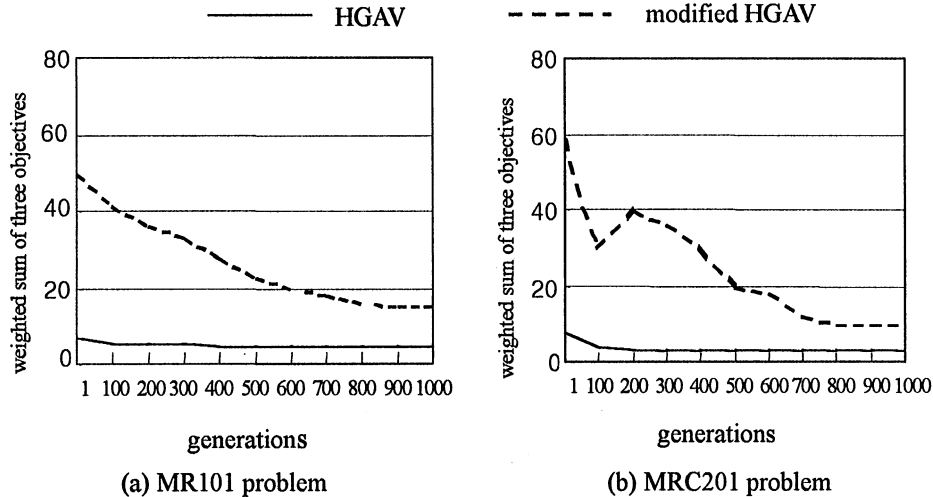 HGAV
modified HGAV
weighted sum of three objectives
80
60
40
20
0
1 100 200 300 400 500 600 700 800 900 1000
generations
(a) MR101 problem
weighted sum of three objectives
80
60
40
20
0
1 100 200 300 400 500 600 700 800 900 1000
generations
(b) MRC201 problem